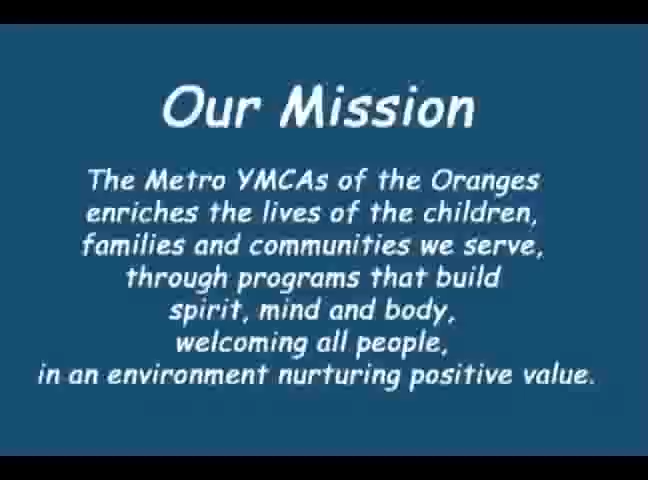 Our Mission
The Metro YMCAs of the Oranges
enriches the lives of the children,
families and communities we serve,
through programs that build
spirit, mind and body,
welcoming all people,
in an environment nurturing positive value.